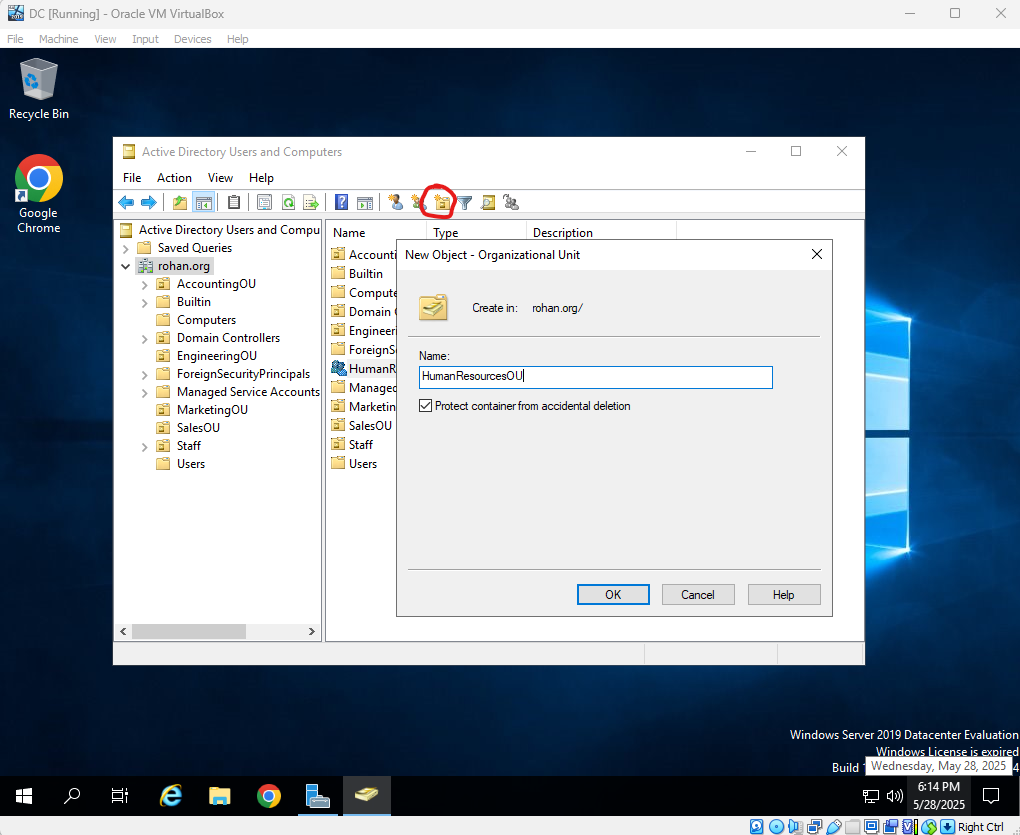 DC [Running] - Oracle VM VirtualBox
File Machine View Input Devices Help
Recycle Bin
Google
Chrome
Active Directory Users and Computers
File Action View Help
Active Directory Users and Compu
Saved Queries
rohan.org
AccountingOU
Builtin
Computers
Domain Controllers
EngineeringOU
ForeignSecurityPrincipals
Managed Service Accounts
MarketingOU
SalesOU
Staff
Users
Name Type Description
Accounti
Builtin
Compute
Domain
Engineeri
ForeignS
HumanR
Managed
Marketin
SalesOU
Staff
Users
New Object - Organizational Unit
Create in: rohan.org/
Name:
HumanResourcesOU
Protect container from accidental deletion
OK Cancel Help
Windows Server 2019 Datacenter Evaluation
Windows License is expired
Build
Wednesday, May 28, 2025
6:14 PM
5/28/2025
Right Ctrl